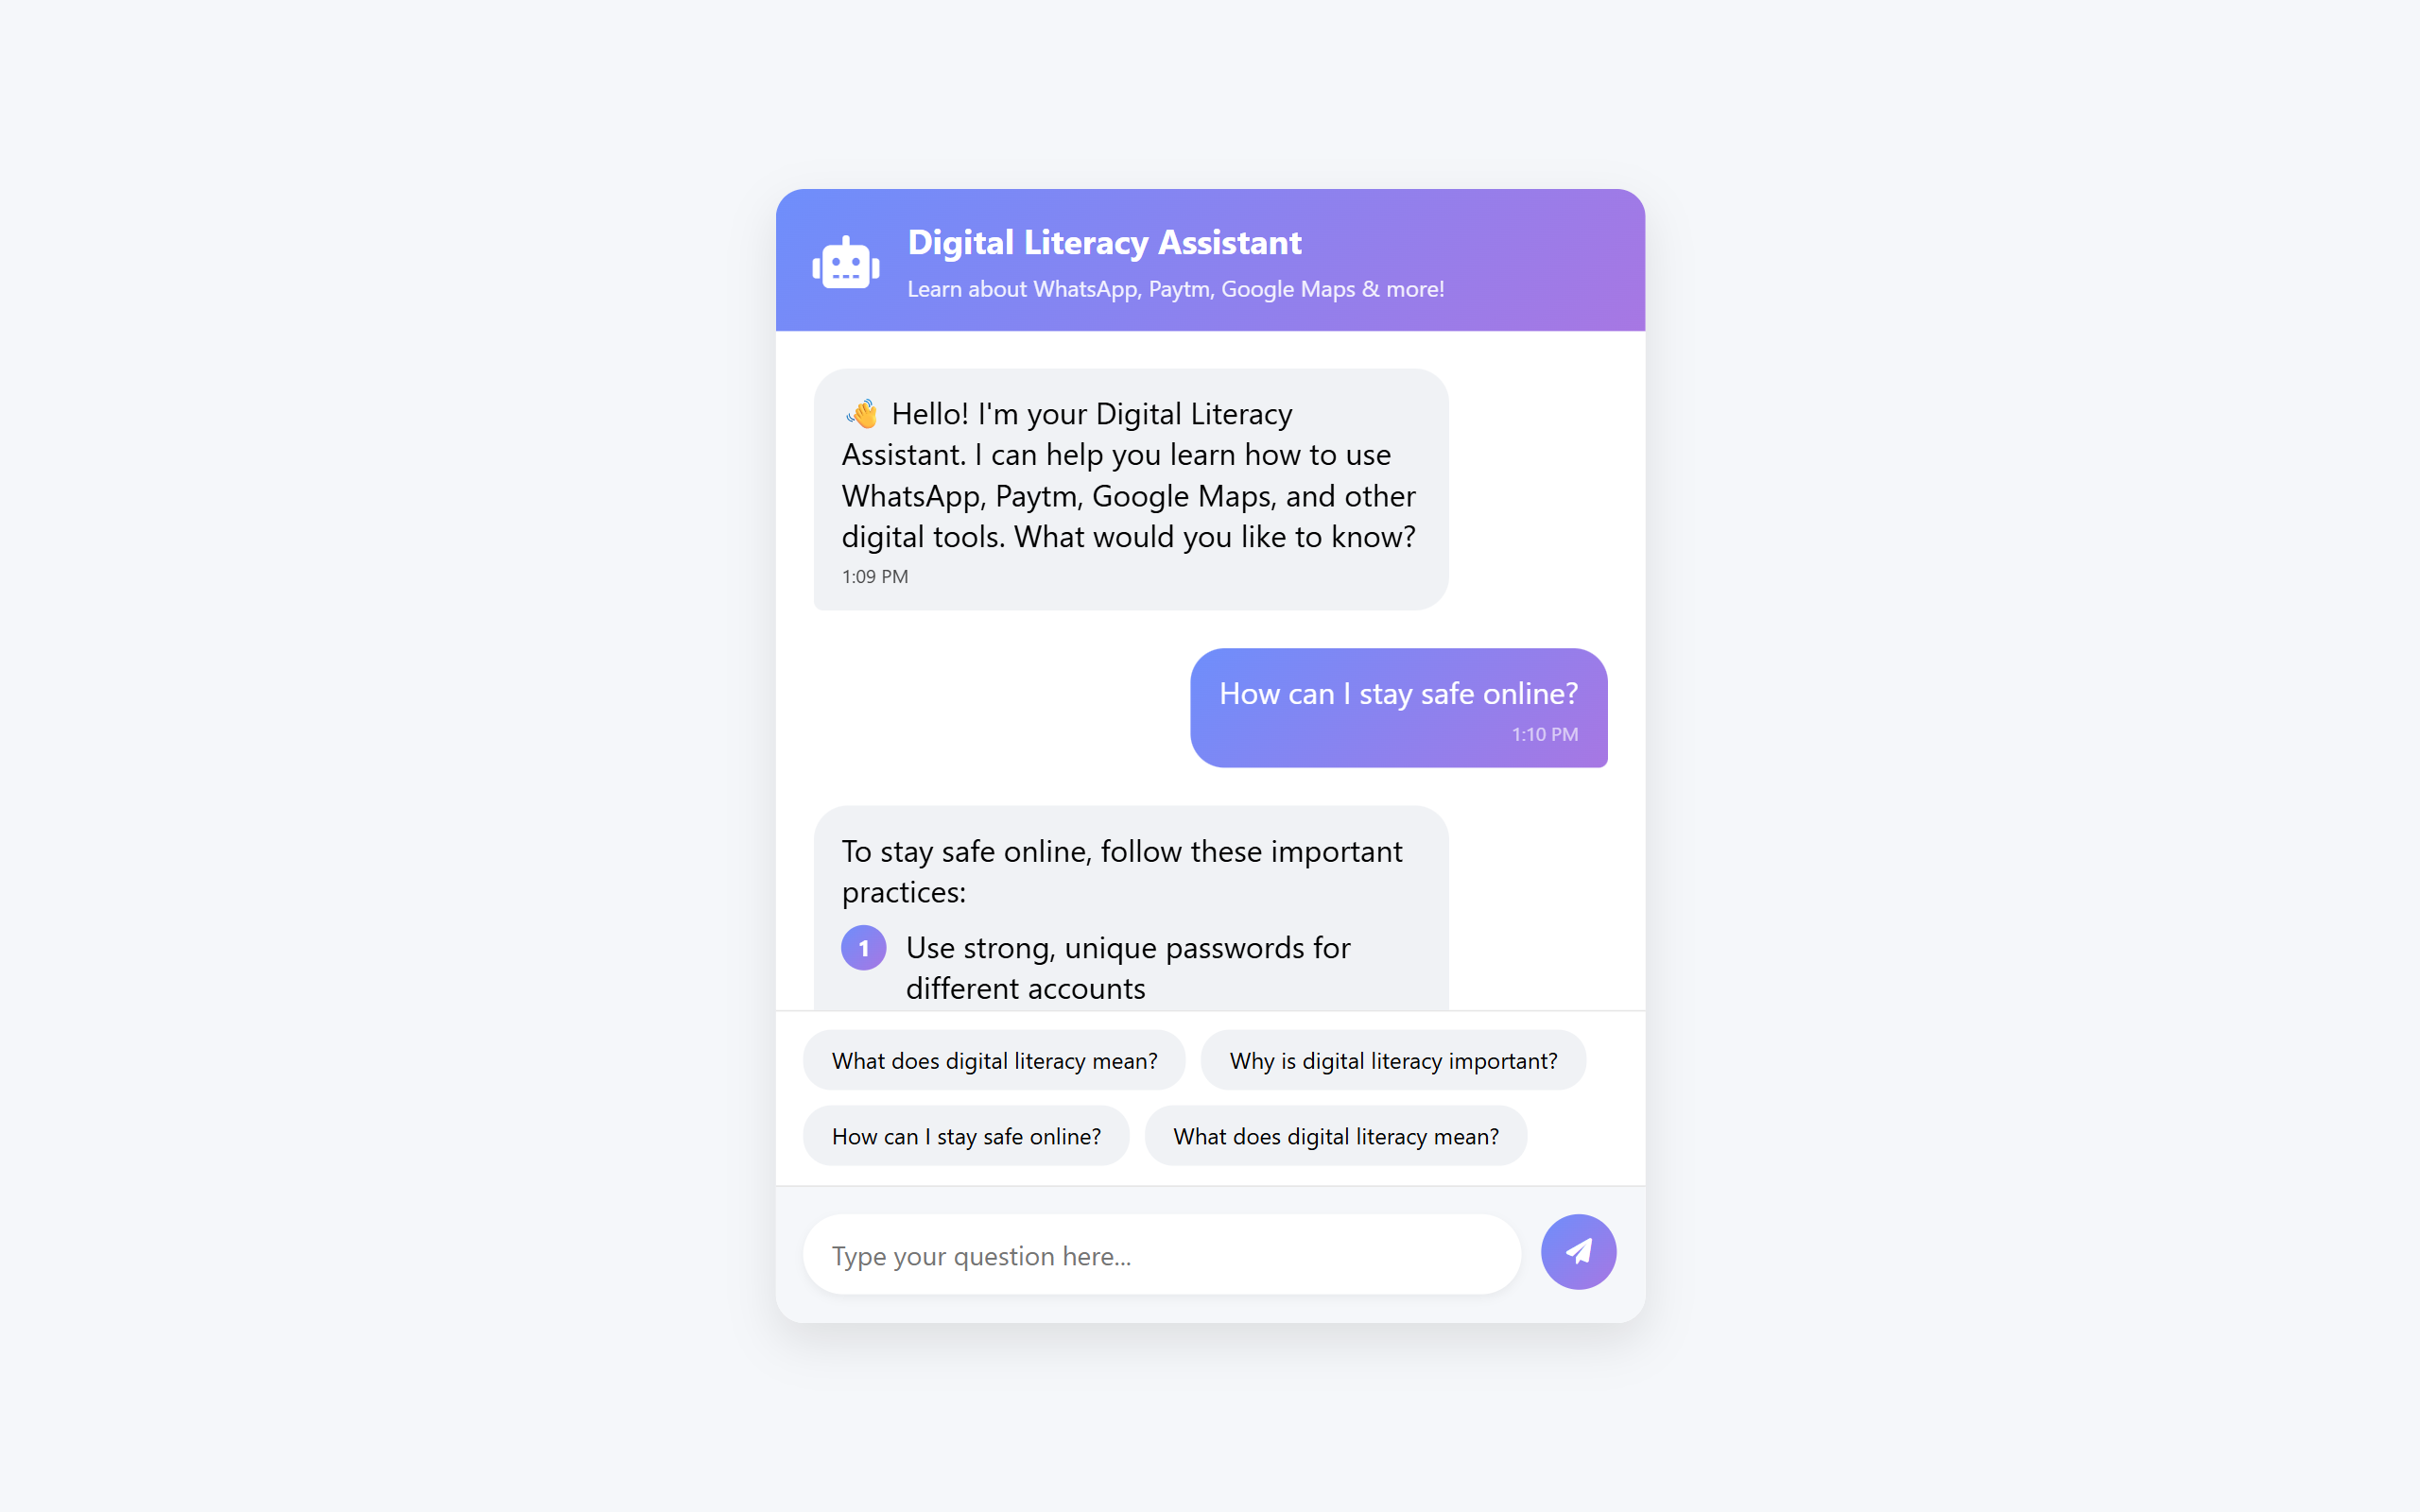 Digital Literacy Assistant
Learn about WhatsApp, Paytm, Google Maps & more!
👋 Hello! I'm your Digital Literacy
Assistant. I can help you learn how to use
WhatsApp, Paytm, Google Maps, and other
digital tools. What would you like to know?
1:09 PM
How can I stay safe online?
1:10 PM
To stay safe online, follow these important
practices:
1 Use strong, unique passwords for
different accounts
What does digital literacy mean?
Why is digital literacy important?
How can I stay safe online?
What does digital literacy mean?
Type your question here...